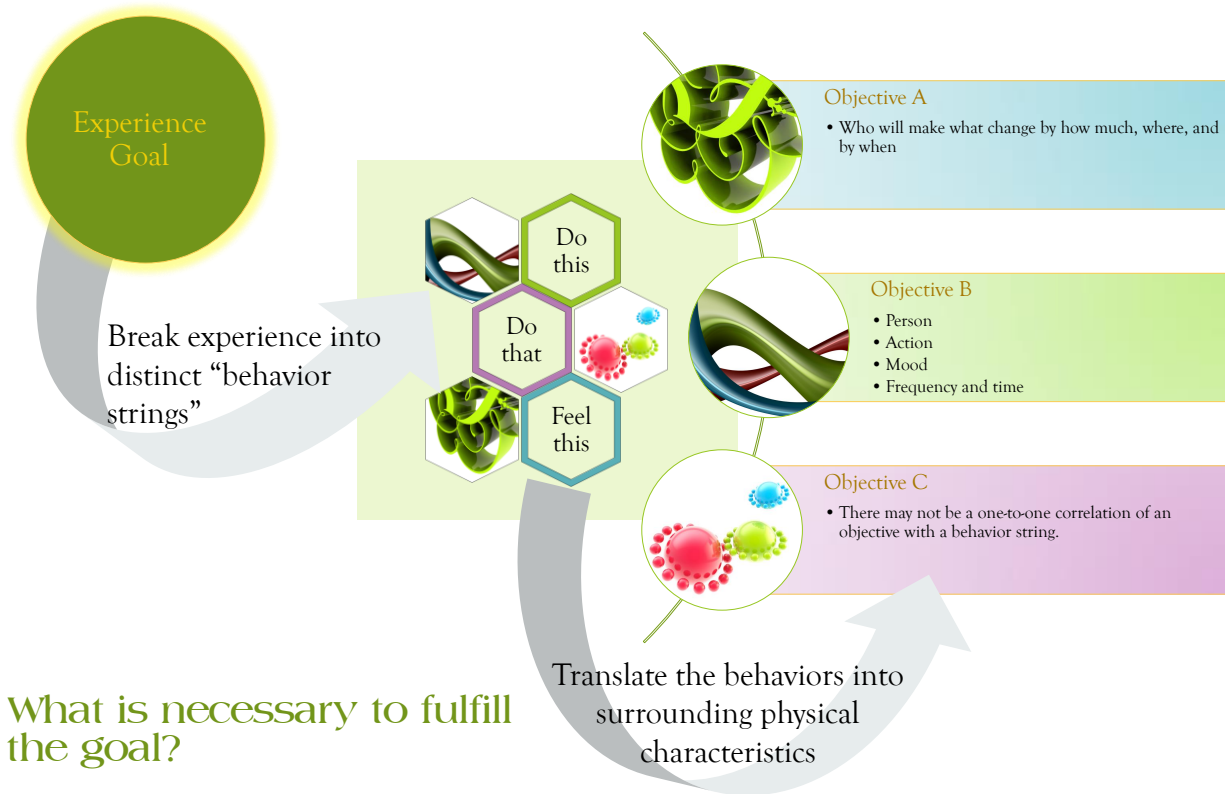 Experience
Goal
Break experience into
distinct “behavior
strings”
Do
this
Do
that
Feel
this
Translate the behaviors into
surrounding physical
characteristics
Objective A
• Who will make what change by how much, where, and
by when
Objective B
• Person
• Action
• Mood
• Frequency and time
Objective C
• There may not be a one-to-one correlation of an
objective with a behavior string.
What is necessary to fulfill
the goal?